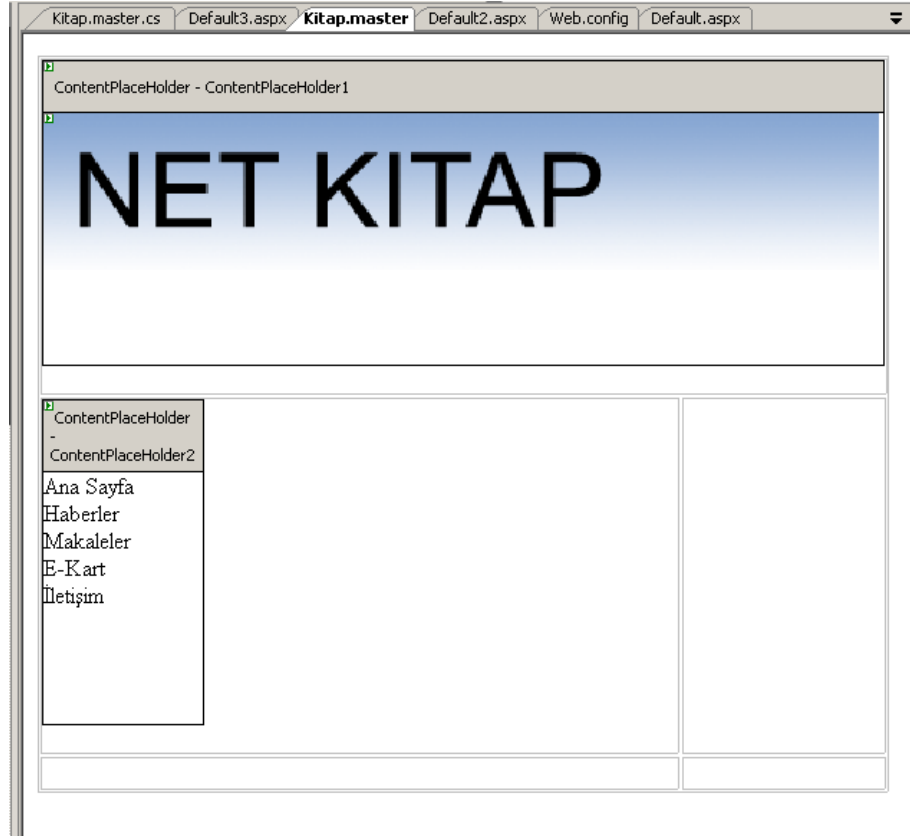 Kitap.master.cs Default3.aspx Kitap.master Default2.aspx Web.config Default.aspx
ContentPlaceHolder - ContentPlaceHolder1
NET KITAP
ContentPlaceHolder
-
ContentPlaceHolder2
Ana Sayfa
Haberler
Makaleler
E-Kart
İletişim